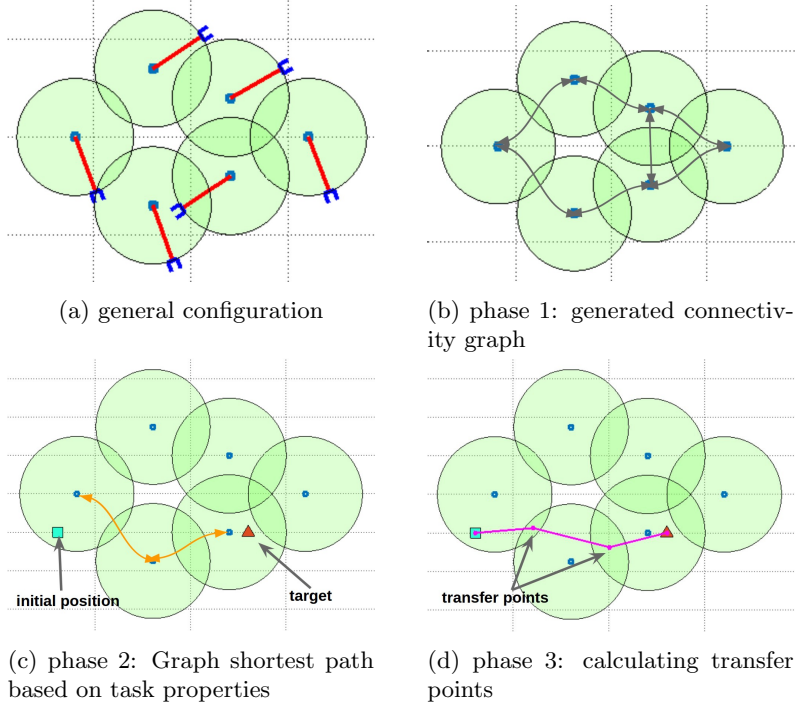 (a) general configuration
(b) phase 1: generated connectiv-
ity graph
initial position
target
transfer points
(c) phase 2: Graph shortest path
based on task properties
(d) phase 3: calculating transfer
points